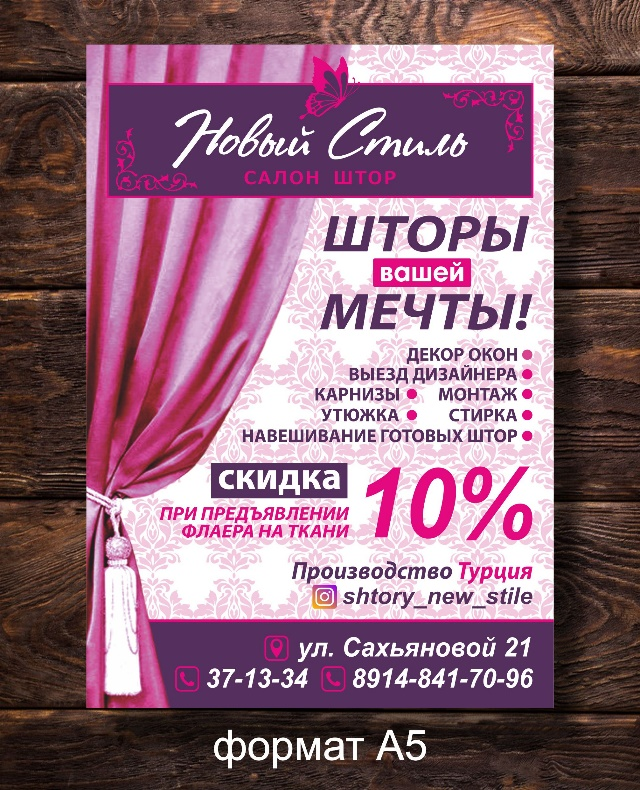 Новый Стиль
САЛОН ШТОР
ШТОРЫ
вашей
МЕЧТЫ!
ДЕКОР ОКОН
ВЫЕЗД ДИЗАЙНЕРА
КАРНИЗЫ ● МОНТАЖ ●
УТЮЖКА ● СТИРКА ●
НАВЕШИВАНИЕ ГОТОВЫХ ШТОР
СКИДКА
ПРИ ПРЕДЪЯВЛЕНИИ
ФЛАЕРА НА ТКАНИ
10%
Производство Турция
shtory_new_stile
ул. Сахьяновой 21
37-13-34 8914-841-70-96
формат А5